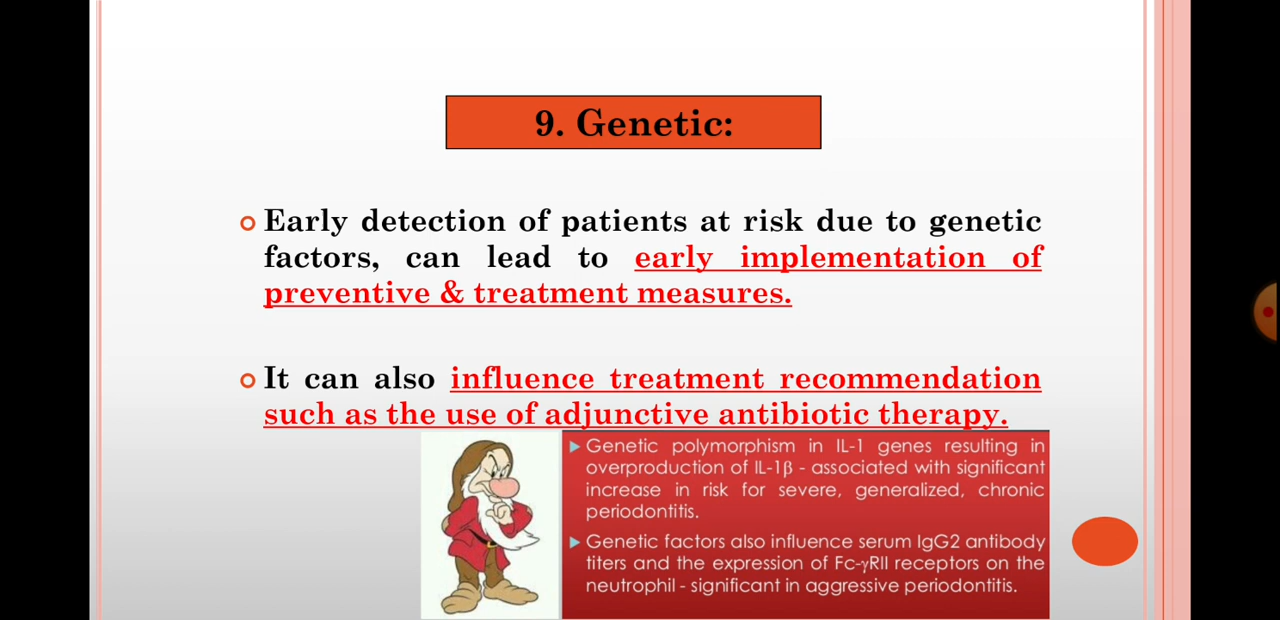 9. Genetic:
Early detection of patients at risk due to genetic
factors, can lead to early implementation of
preventive & treatment measures.
It can also influence treatment recommendation
such as the use of adjunctive antibiotic therapy.
Genetic polymorphism in IL-1 genes resulting in
overproduction of IL-1β - associated with significant
increase in risk for severe, generalized, chronic
periodontitis.
Genetic factors also influence serum IgG2 antibody
titers and the expression of Fc-γRII receptors on the
neutrophil - significant in aggressive periodontitis.